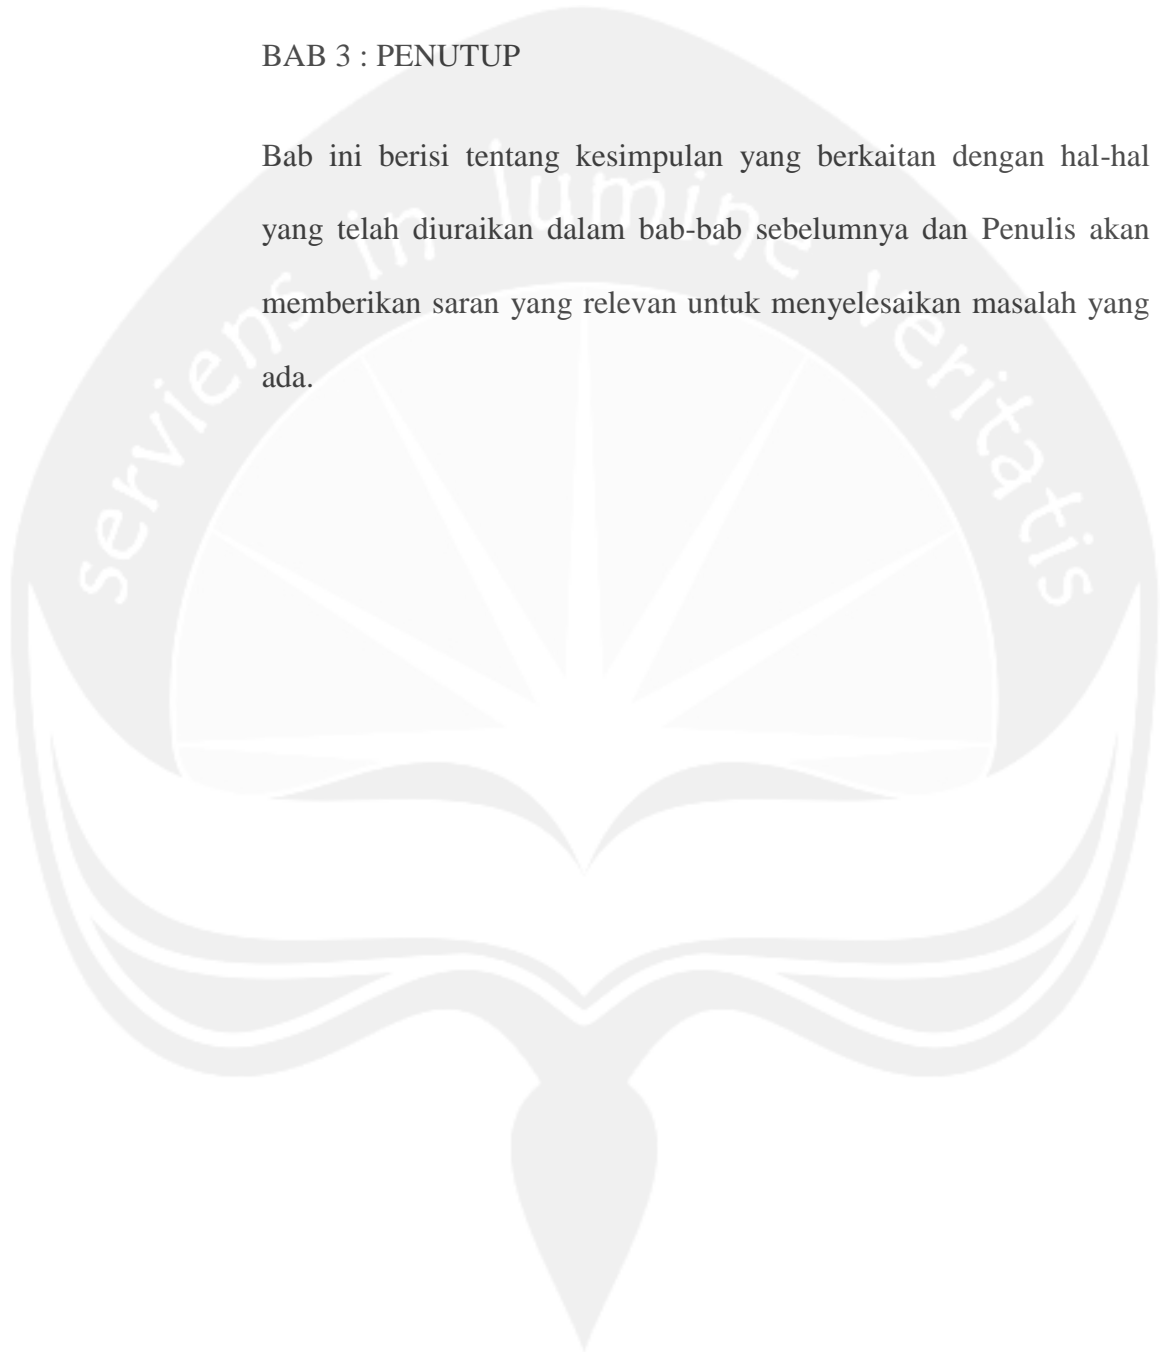 BAB 3 : PENUTUP
Bab ini berisi tentang kesimpulan yang berkaitan dengan hal-hal
yang telah diuraikan dalam bab-bab sebelumnya dan Penulis akan
memberikan saran yang relevan untuk menyelesaikan masalah yang
ada.
serviens in lumine veritatis